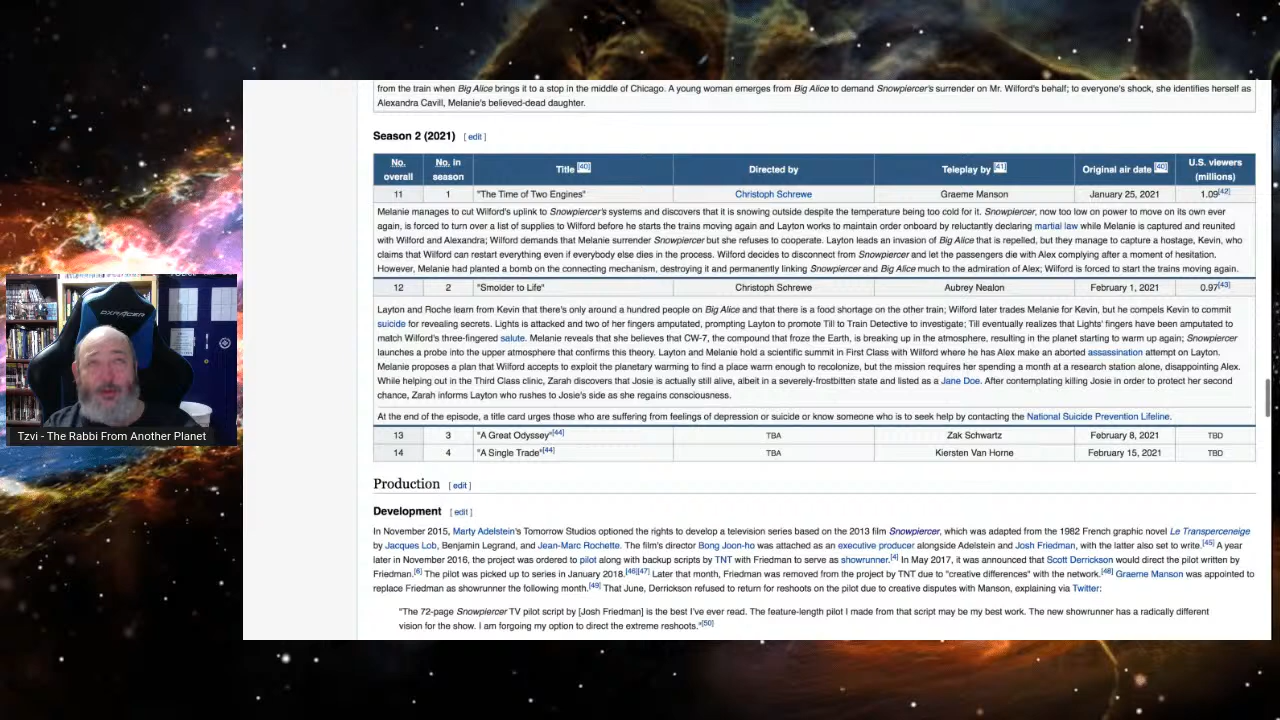 from the train when Big Alice brings it to a stop in the middle of Chicago. A young woman emerges from Big Alice to demand Snowpiercer's surrender on Mr. Wilford's behalf; to everyone's shock, she identifies herself as
Alexandra Cavill, Melanie's believed-dead daughter.
Season 2 (2021) [ edit ]
No. overall No. in season Title [40] Directed by Teleplay by [41] Original air date [40] U.S. viewers (millions)
11 1 "The Time of Two Engines" Christoph Schrewe Graeme Manson January 25, 2021 1.09[42]
Melanie manages to cut Wilford's uplink to Snowpiercer's systems and discovers that it is snowing outside despite the temperature being too cold for it. Snowpiercer, now too low on power to move on its own ever
again, is forced to turn over a list of supplies to Wilford before he starts the trains moving again and Layton works to maintain order onboard by reluctantly declaring martial law while Melanie is captured and reunited
with Wilford and Alexandra; Wilford demands that Melanie surrender Snowpiercer but she refuses to cooperate. Layton leads an invasion of Big Alice that is repelled, but they manage to capture a hostage, Kevin, who
claims that Wilford can restart everything even if everybody else dies in the process. Wilford decides to disconnect from Snowpiercer and let the passengers die with Alex complying after a moment of hesitation.
However, Melanie had planted a bomb on the connecting mechanism, destroying it and permanently linking Snowpiercer and Big Alice much to the admiration of Alex; Wilford is forced to start the trains moving again.
12 2 "Smolder to Life" Christoph Schrewe Aubrey Nealon February 1, 2021 0.97[43]
Layton and Roche learn from Kevin that there's only around a hundred people on Big Alice and that there is a food shortage on the other train; Wilford later trades Melanie for Kevin, but he compels Kevin to commit
suicide for revealing secrets. Lights is attacked and two of her fingers amputated, prompting Layton to promote Till to Train Detective to investigate; Till eventually realizes that Lights' fingers have been amputated to
match Wilford's three-fingered salute. Melanie reveals that she believes that CW-7, the compound that froze the Earth, is breaking up in the atmosphere, resulting in the planet starting to warm up again; Snowpiercer
launches a probe into the upper atmosphere that confirms this theory. Layton and Melanie hold a scientific summit in First Class with Wilford where he has Alex make an aborted assassination attempt on Layton.
Melanie proposes a plan that Wilford accepts to exploit the planetary warming to find a place warm enough to recolonize, but the mission requires her spending a month at a research station alone, disappointing Alex.
While helping out in the Third Class clinic, Zarah discovers that Josie is actually still alive, albeit in a severely-frostbitten state and listed as a Jane Doe. After contemplating killing Josie in order to protect her second
chance, Zarah informs Layton who rushes to Josie's side as she regains consciousness.
At the end of the episode, a title card urges those who are suffering from feelings of depression or suicide or know someone who is to seek help by contacting the National Suicide Prevention Lifeline.
13 3 "A Great Odyssey"[44] TBA Zak Schwartz February 8, 2021 TBD
14 4 "A Single Trade"[44] TBA Kiersten Van Horne February 15, 2021 TBD
Production [ edit ]
Development [ edit ]
In November 2015, Marty Adelstein's Tomorrow Studios optioned the rights to develop a television series based on the 2013 film Snowpiercer, which was adapted from the 1982 French graphic novel Le Transperceneige
by Jacques Lob, Benjamin Legrand, and Jean-Marc Rochette. The film's director Bong Joon-ho was attached as an executive producer alongside Adelstein and Josh Friedman, with the latter also set to write.[45] A year
later in November 2016, the project was ordered to pilot along with backup scripts by TNT with Friedman to serve as showrunner.[4] In May 2017, it was announced that Scott Derrickson would direct the pilot written by
Friedman.[6] The pilot was picked up to series in January 2018.[46][47] Later that month, Friedman was removed from the project by TNT due to "creative differences" with the network.[48] Graeme Manson was appointed to
replace Friedman as showrunner the following month.[49] That June, Derrickson refused to return for reshoots on the pilot due to creative differences with Manson, explaining via Twitter:
"The 72-page Snowpiercer TV pilot script by [Josh Friedman] is the best I've ever read. The feature-length pilot I made from that script may be my best work. The new showrunner has a radically different
vision for the show. I am forgoing my option to direct the extreme reshoots."[50]
DXRACER
Tzvi - The Rabbi From Another Planet